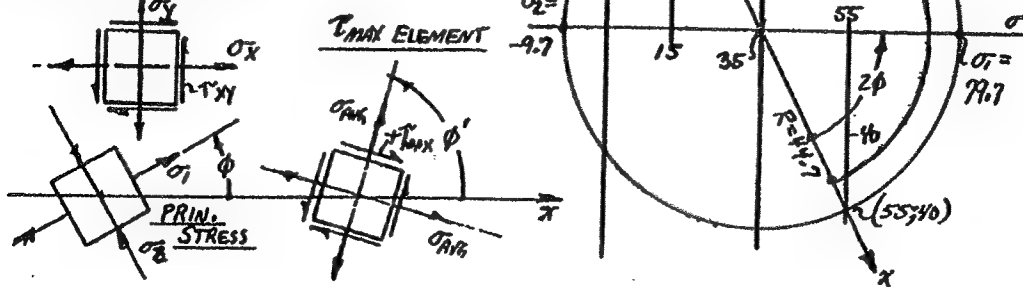 σy
σx
τxy
τMAX ELEMENT
σAVG
+τMAX
φ'
σ1
φ
PRIN.
STRESS
σ2
σAVG
x
σ2=
-9.7
15
35
55
σ
σ1=
79.7
2φ
R=44.7
40
(55,40)
x